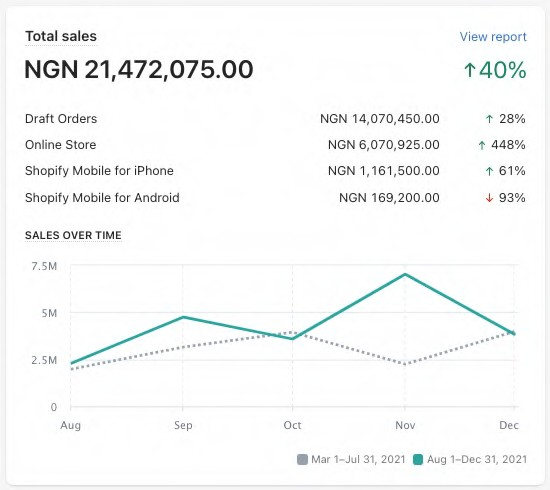 Total sales View report
NGN 21,472,075.00 ↑40%
Draft Orders NGN 14,070,450.00 ↑ 28%
Online Store NGN 6,070,925.00 ↑ 448%
Shopify Mobile for iPhone NGN 1,161,500.00 ↑ 61%
Shopify Mobile for Android NGN 169,200.00 ↓ 93%
SALES OVER TIME
7.5M
5M
2.5M
0
Aug Sep Oct Nov Dec
Mar 1–Jul 31, 2021 Aug 1–Dec 31, 2021